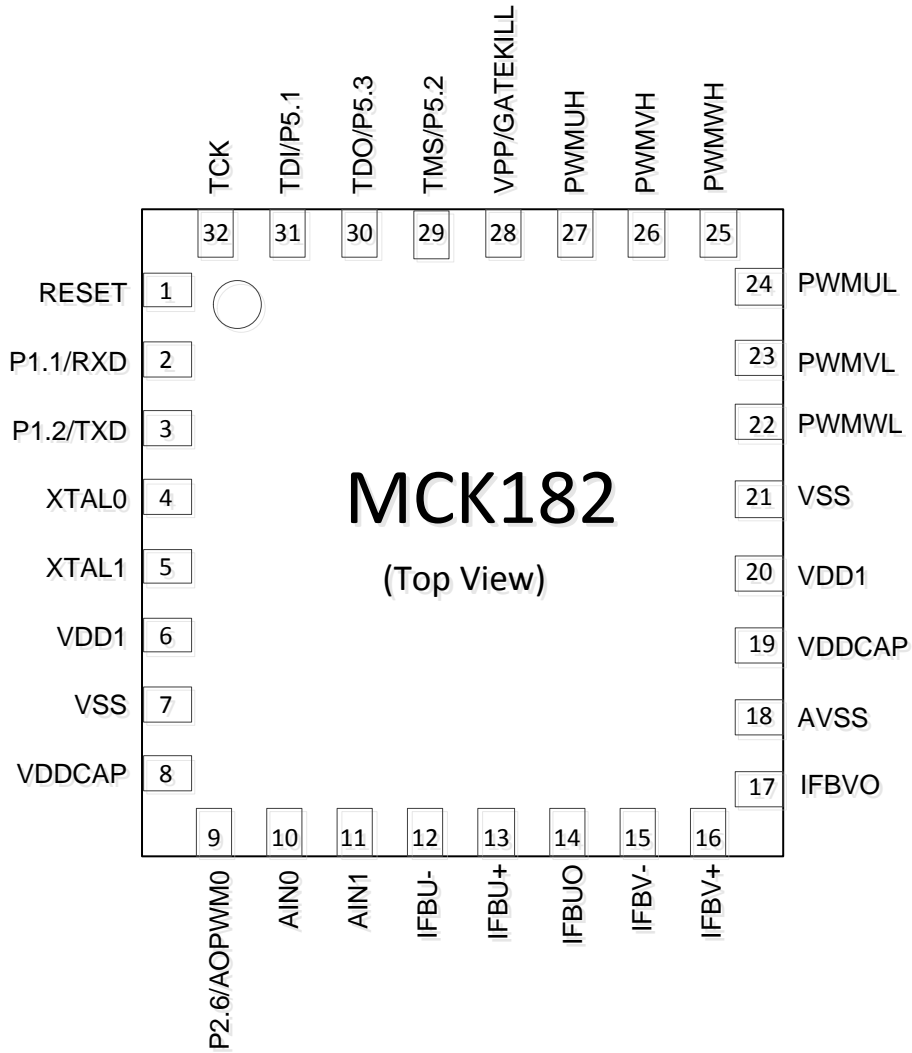 TCK
TDI/P5.1
TDO/P5.3
TMS/P5.2
VPP/GATEKILL
PWMUH
PWMVH
PWMWH
32
31
30
29
28
27
26
25
RESET 1
P1.1/RXD 2
P1.2/TXD 3
XTAL0 4
XTAL1 5
VDD1 6
VSS 7
VDDCAP 8
MCK182
(Top View)
24 PWMUL
23 PWMVL
22 PWMWL
21 VSS
20 VDD1
19 VDDCAP
18 AVSS
17 IFBVO
9
10
11
12
13
14
15
16
P2.6/AOPWM0
AIN0
AIN1
IFBU-
IFBU+
IFBUO
IFBV-
IFBV+